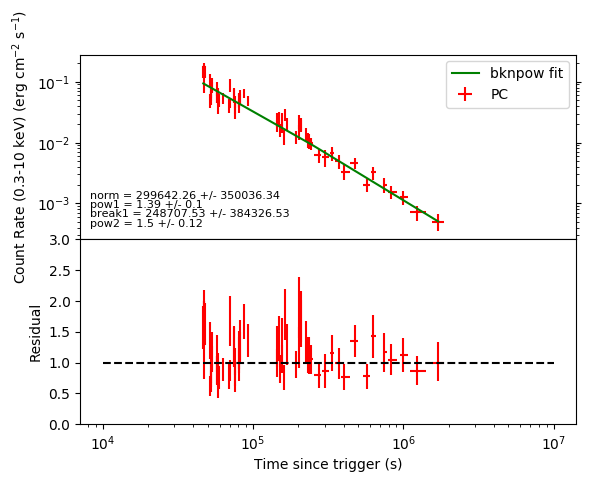 Count Rate (0.3-10 keV) (erg cm⁻² s⁻¹)
10⁻¹
10⁻²
10⁻³
bknpow fit
PC
norm = 299642.26 +/- 350036.34
pow1 = 1.39 +/- 0.1
break1 = 248707.53 +/- 384326.53
pow2 = 1.5 +/- 0.12
Residual
3.0
2.5
2.0
1.5
1.0
0.5
0.0
10⁴ 10⁵ 10⁶ 10⁷
Time since trigger (s)